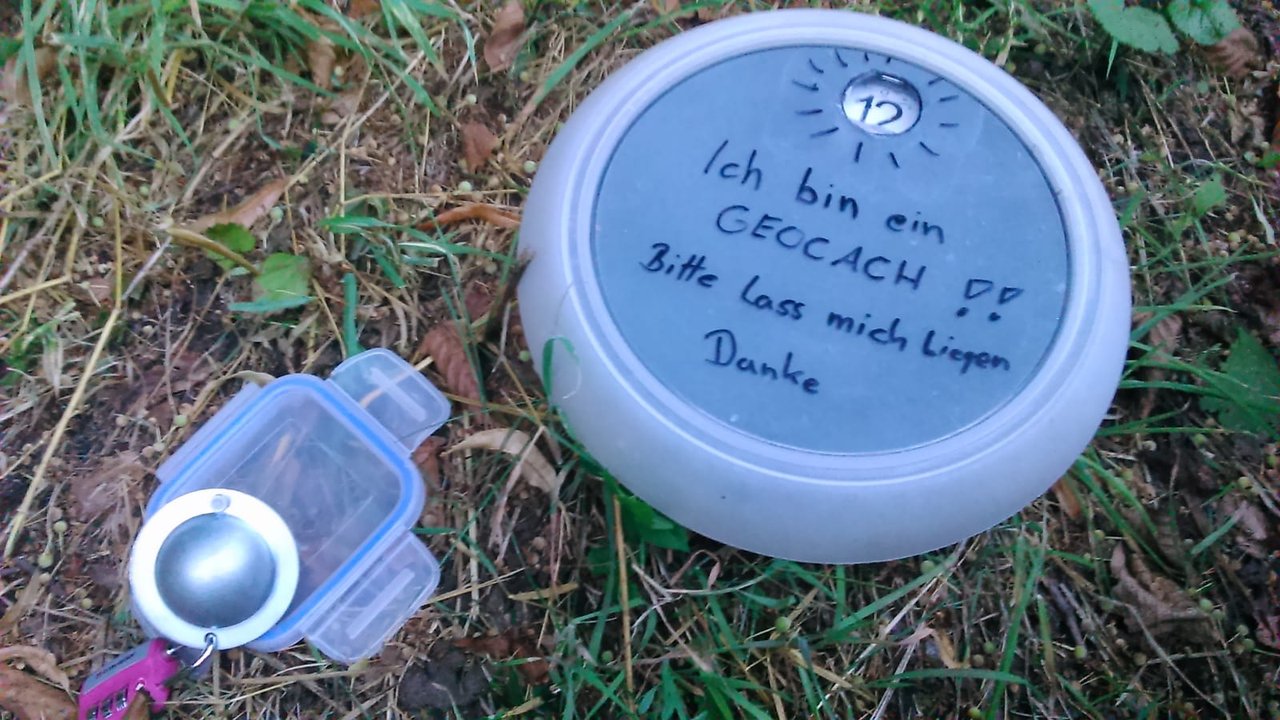 12
Ich bin ein
GEOCACH !!
Bitte lass mich liegen
Danke